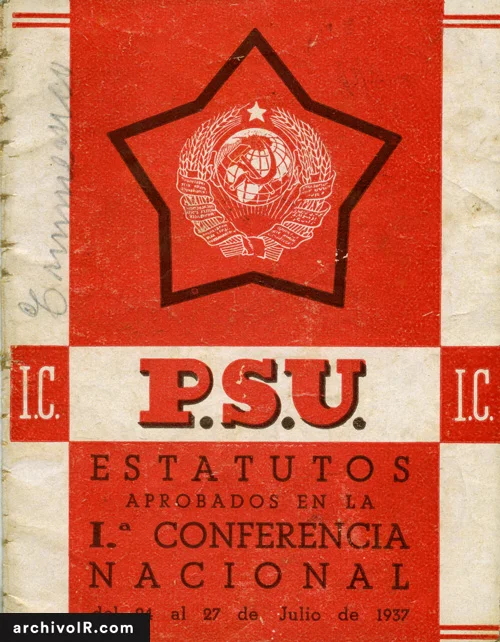 I.C.
P.S.U.
I.C.
ESTATUTOS
APROBADOS EN LA
I.ª CONFERENCIA
NACIONAL
del 24 al 27 de Julio de 1937
archivoIR.com